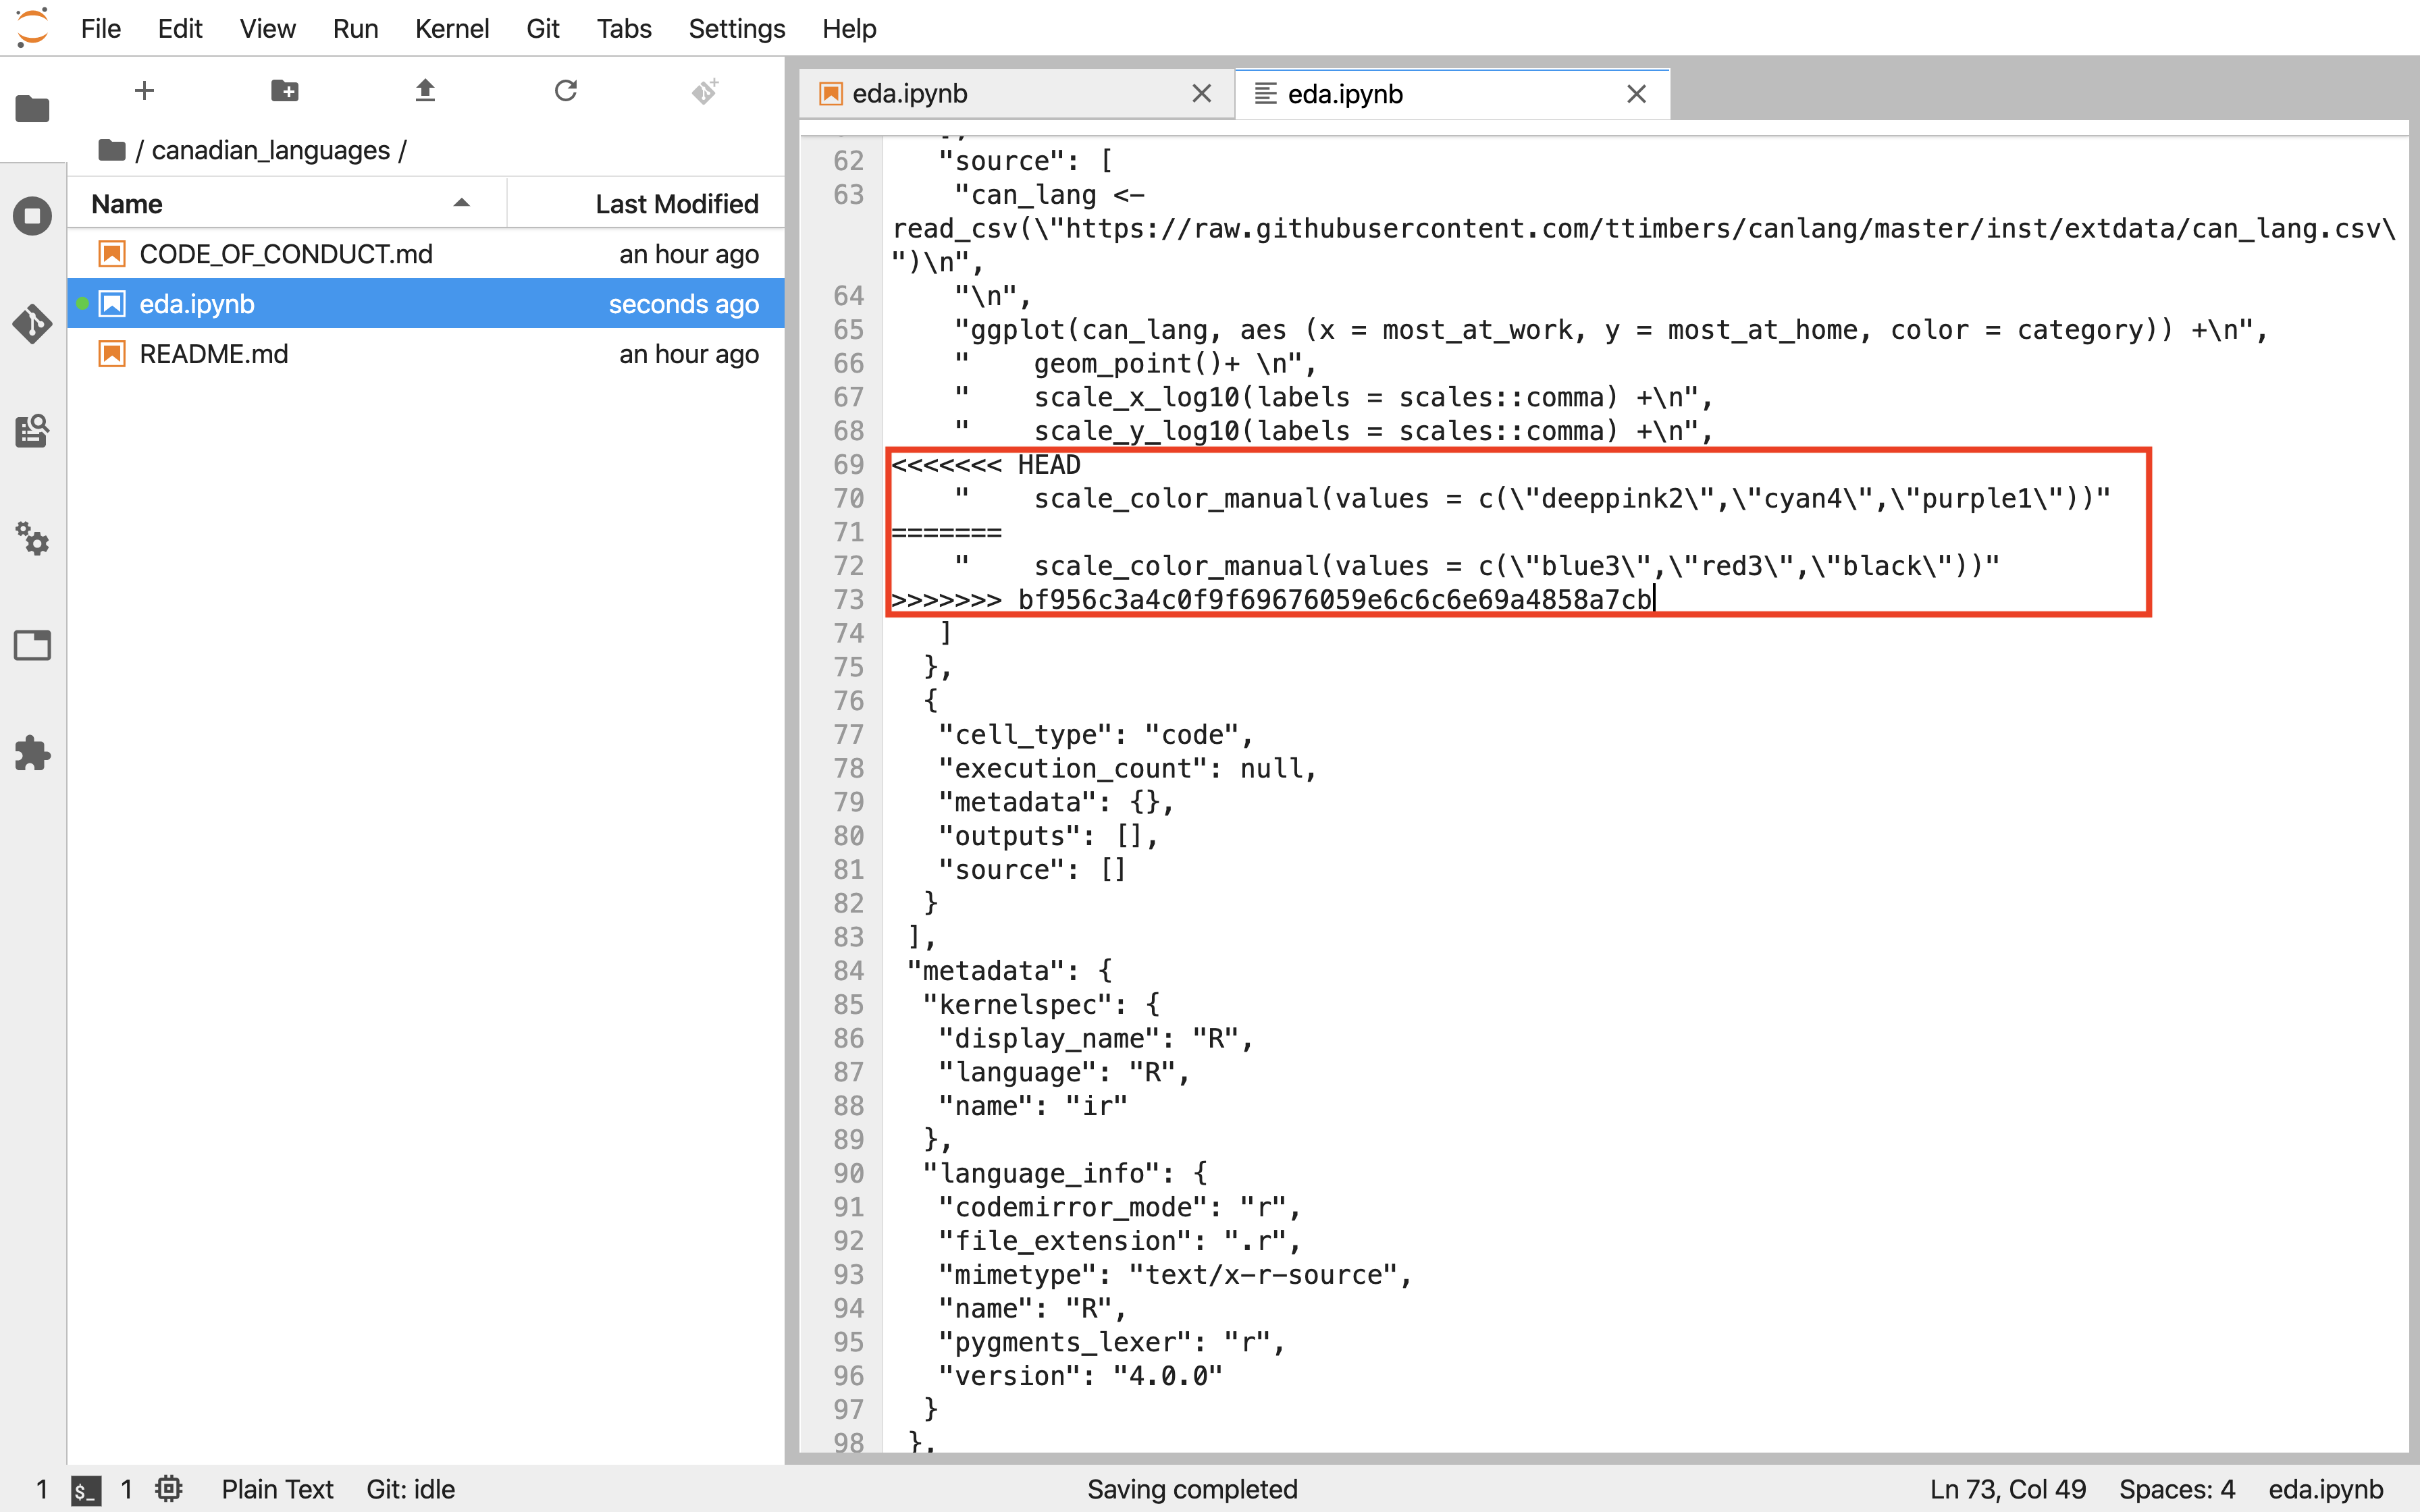 File Edit View Run Kernel Git Tabs Settings Help
/ canadian_languages /
Name Last Modified
CODE_OF_CONDUCT.md an hour ago
eda.ipynb seconds ago
README.md an hour ago
eda.ipynb eda.ipynb
62 "source": [
63 "can_lang <-
read_csv(\"https://raw.githubusercontent.com/ttimbers/canlang/master/inst/extdata/can_lang.csv\
")\n",
64 "\n",
65 "ggplot(can_lang, aes (x = most_at_work, y = most_at_home, color = category)) +\n",
66 "    geom_point()+ \n",
67 "    scale_x_log10(labels = scales::comma) +\n",
68 "    scale_y_log10(labels = scales::comma) +\n",
69 <<<<<<< HEAD
70 "    scale_color_manual(values = c(\"deeppink2\",\"cyan4\",\"purple1\"))"
71 =======
72 "    scale_color_manual(values = c(\"blue3\",\"red3\",\"black\"))"
73 >>>>>>> bf956c3a4c0f9f69676059e6c6c6e69a4858a7cb
74 ]
75 },
76 {
77 "cell_type": "code",
78 "execution_count": null,
79 "metadata": {},
80 "outputs": [],
81 "source": []
82 }
83 ],
84 "metadata": {
85 "kernelspec": {
86 "display_name": "R",
87 "language": "R",
88 "name": "ir"
89 },
90 "language_info": {
91 "codemirror_mode": "r",
92 "file_extension": ".r",
93 "mimetype": "text/x-r-source",
94 "name": "R",
95 "pygments_lexer": "r",
96 "version": "4.0.0"
97 }
98 },
1 $_ 1 Plain Text Git: idle Saving completed Ln 73, Col 49 Spaces: 4 eda.ipynb